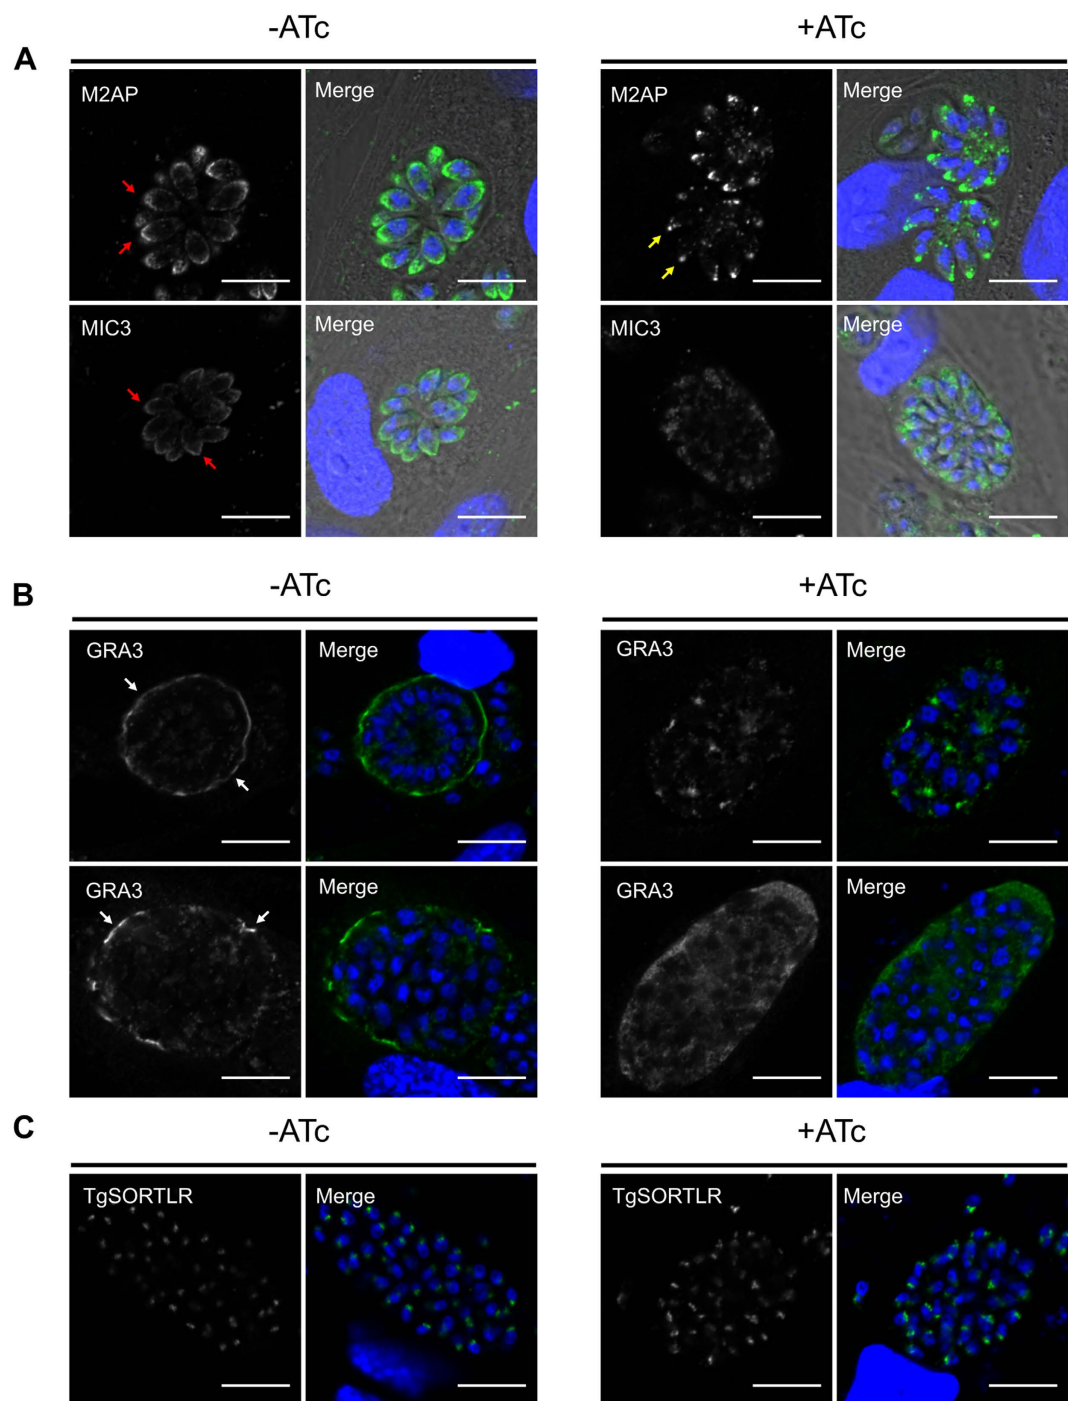 -ATc +ATc
A
M2AP Merge M2AP Merge
MIC3 Merge MIC3 Merge
B
-ATc +ATc
GRA3 Merge GRA3 Merge
GRA3 Merge GRA3 Merge
C
-ATc +ATc
TgSORTLR Merge TgSORTLR Merge